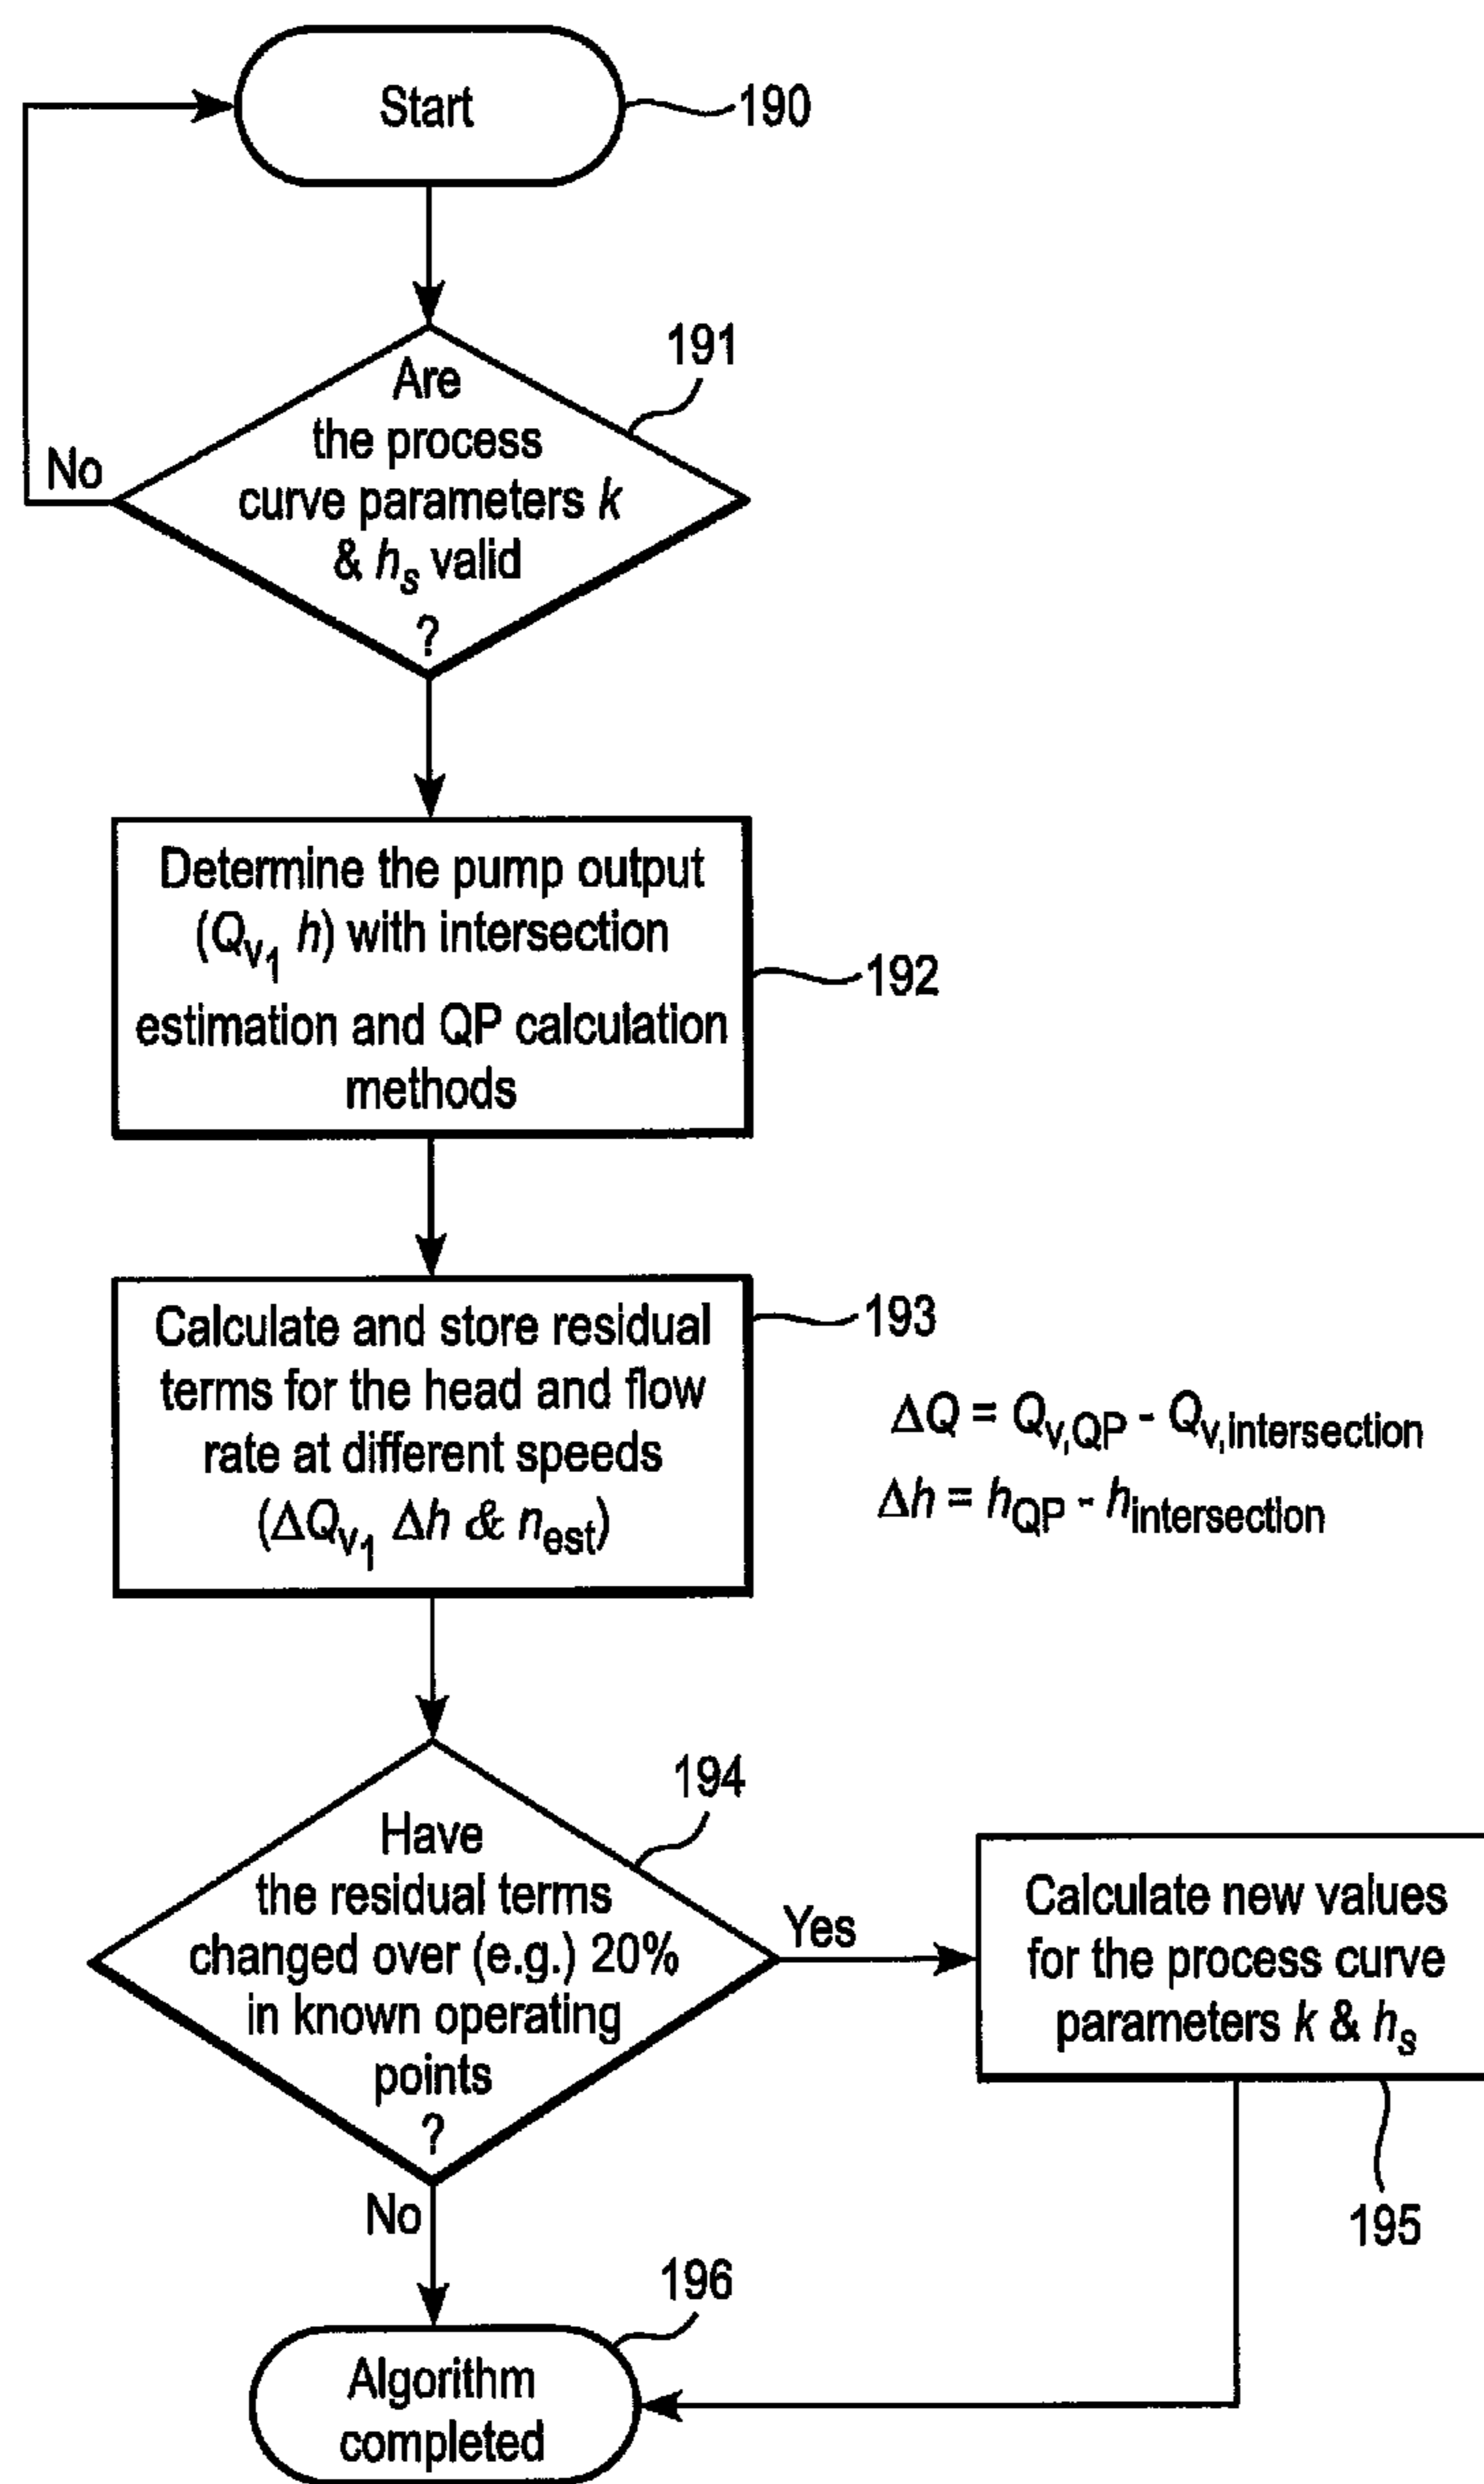 Start
190
191
Are
the process
curve parameters k
& hs valid
?
No
Determine the pump output
(Qv1 h) with intersection
estimation and QP calculation
methods
192
Calculate and store residual
terms for the head and flow
rate at different speeds
(ΔQv1 Δh & nest)
193
ΔQ = Qv,QP - Qv,intersection
Δh = hQP - hintersection
194
Have
the residual terms
changed over (e.g.) 20%
in known operating
points
?
Yes
Calculate new values
for the process curve
parameters k & hs
195
No
196
Algorithm
completed